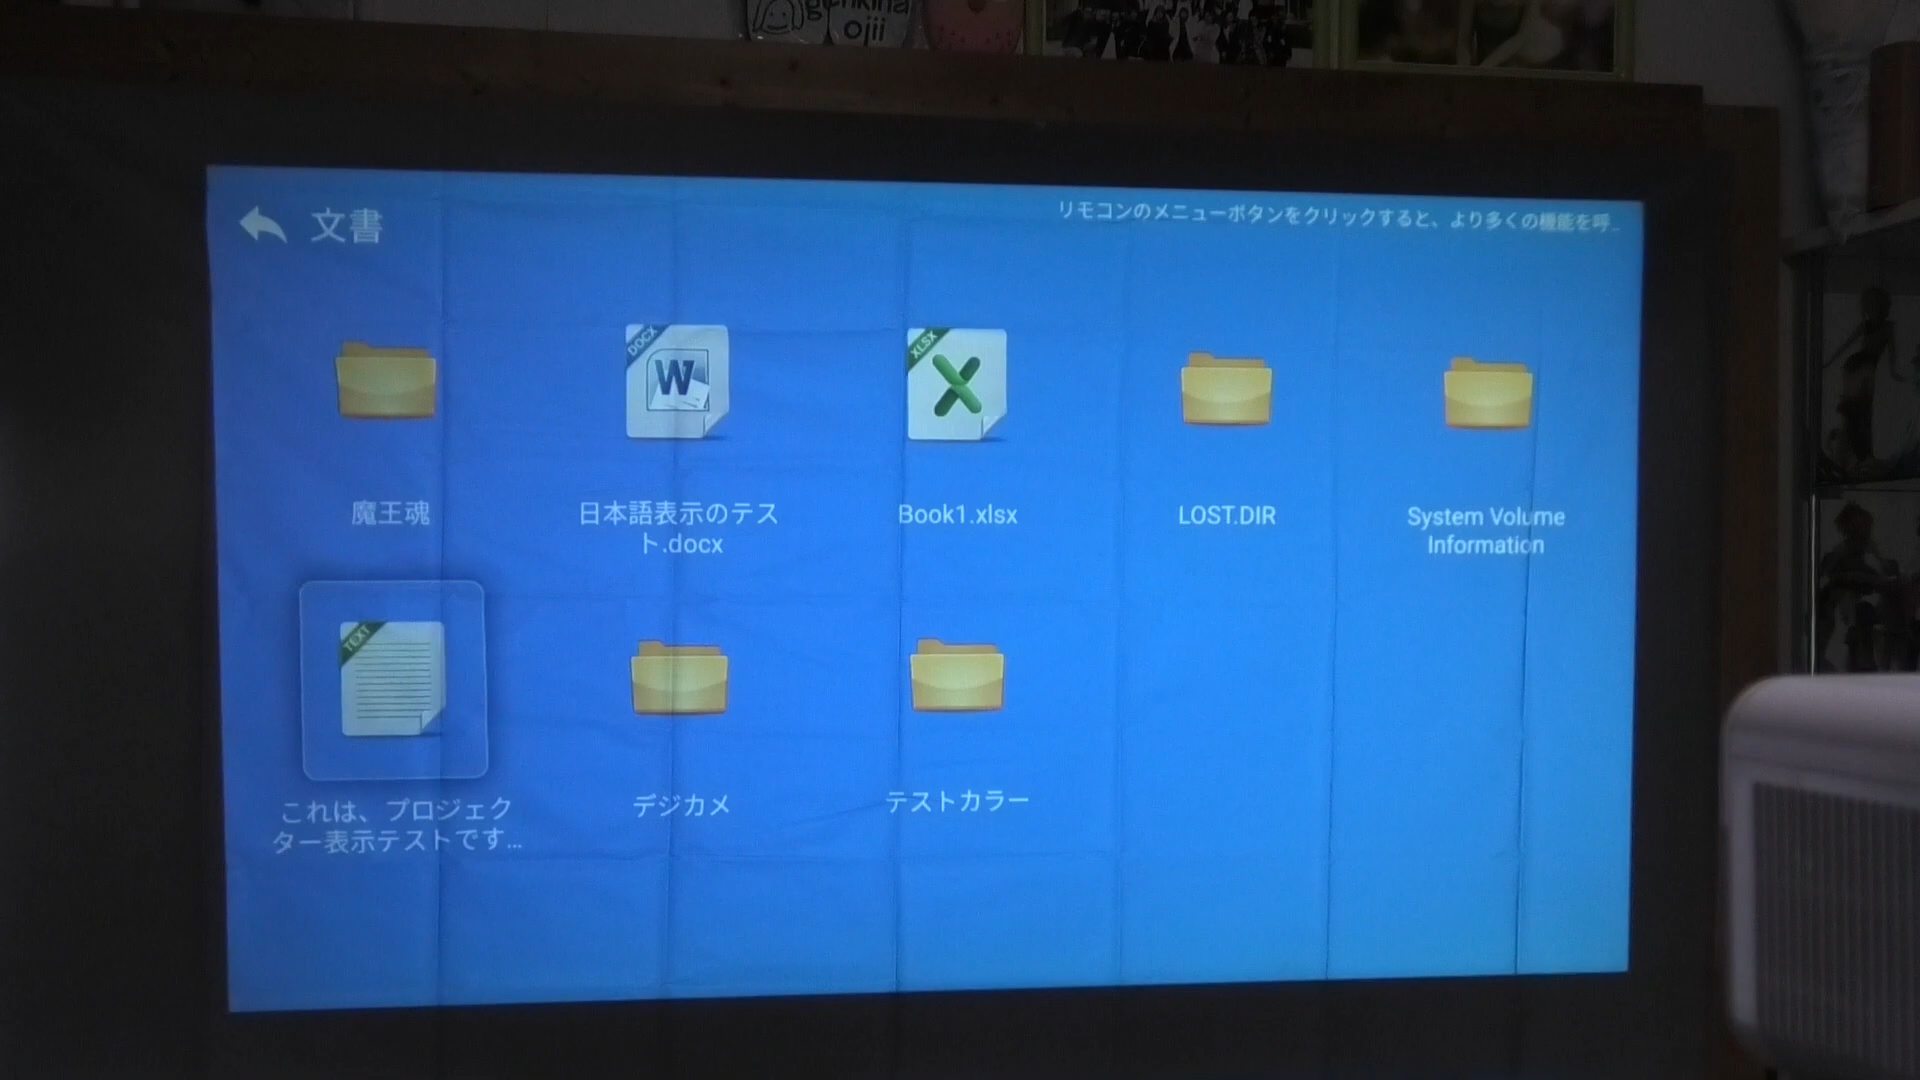 genkina
ojii
文書
リモコンのメニューボタンをクリックすると、より多くの機能を呼...
魔王魂
DOCX
W
日本語表示のテス
ト.docx
XLSX
Book1.xlsx
LOST.DIR
System Volume
Information
TEXT
これは、プロジェク
ター表示テストです...
デジカメ
テストカラー